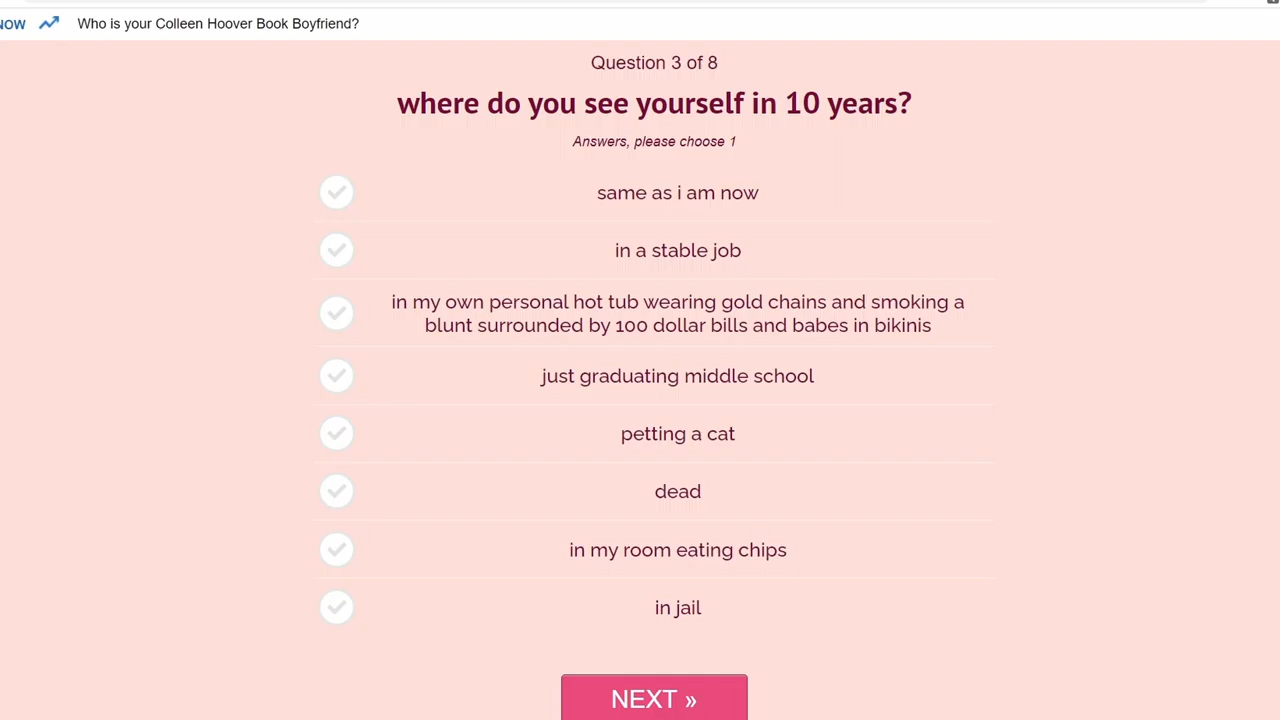 NOW Who is your Colleen Hoover Book Boyfriend?
Question 3 of 8
where do you see yourself in 10 years?
Answers, please choose 1
same as i am now
in a stable job
in my own personal hot tub wearing gold chains and smoking a
blunt surrounded by 100 dollar bills and babes in bikinis
just graduating middle school
petting a cat
dead
in my room eating chips
in jail
NEXT »